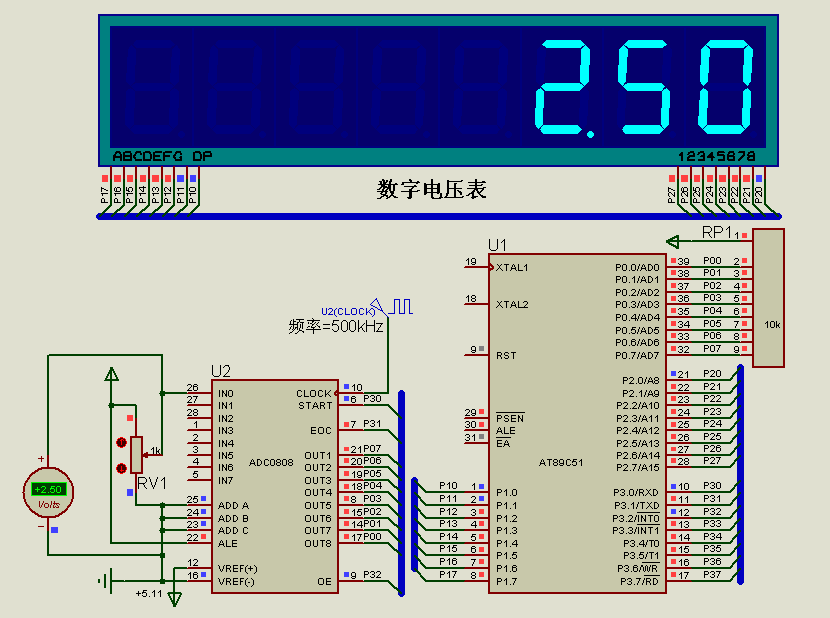 2.50
ABCDEFG DP
12345678
P17 P16 P15 P14 P13 P12 P11 P10
P27 P26 P25 P24 P23 P22 P21 P20
数字电压表
U2(CLOCK)
频率=500kHz
+2.50
Volts
RV1
1k
+5.11
U2
ADC0808
26 IN0
27 IN1
28 IN2
1 IN3
2 IN4
3 IN5
4 IN6
5 IN7
25 ADD A
24 ADD B
23 ADD C
22 ALE
12 VREF(+)
16 VREF(-)
CLOCK 10
START 6 P30
EOC 7 P31
OUT1 21 P07
OUT2 20 P06
OUT3 19 P05
OUT4 18 P04
OUT5 8 P03
OUT6 15 P02
OUT7 14 P01
OUT8 17 P00
OE 9 P32
U1
AT89C51
19 XTAL1
18 XTAL2
9 RST
29 PSEN
30 ALE
31 EA
P10 1 P1.0
P11 2 P1.1
P12 3 P1.2
P13 4 P1.3
P14 5 P1.4
P15 6 P1.5
P16 7 P1.6
P17 8 P1.7
RP1
10k
1
P0.0/AD0 39 P00 2
P0.1/AD1 38 P01 3
P0.2/AD2 37 P02 4
P0.3/AD3 36 P03 5
P0.4/AD4 35 P04 6
P0.5/AD5 34 P05 7
P0.6/AD6 33 P06 8
P0.7/AD7 32 P07 9
P2.0/A8 21 P20
P2.1/A9 22 P21
P2.2/A10 23 P22
P2.3/A11 24 P23
P2.4/A12 25 P24
P2.5/A13 26 P25
P2.6/A14 27 P26
P2.7/A15 28 P27
P3.0/RXD 10 P30
P3.1/TXD 11 P31
P3.2/INT0 12 P32
P3.3/INT1 13 P33
P3.4/T0 14 P34
P3.5/T1 15 P35
P3.6/WR 16 P36
P3.7/RD 17 P37